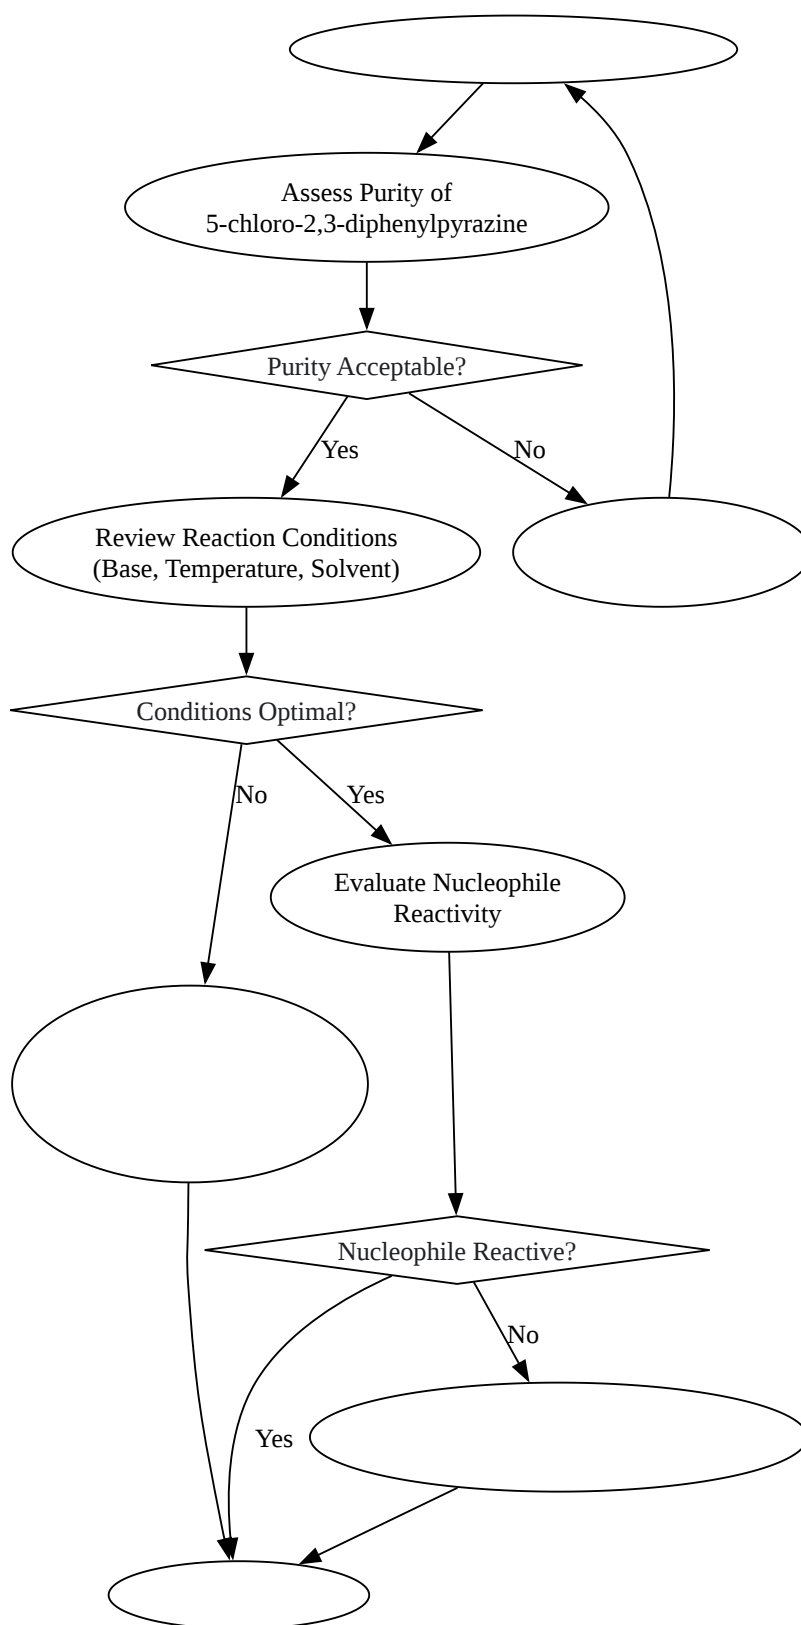 Assess Purity of
5-chloro-2,3-diphenylpyrazine
Purity Acceptable?
Yes
No
Review Reaction Conditions
(Base, Temperature, Solvent)
Conditions Optimal?
No
Yes
Evaluate Nucleophile
Reactivity
Nucleophile Reactive?
No
Yes